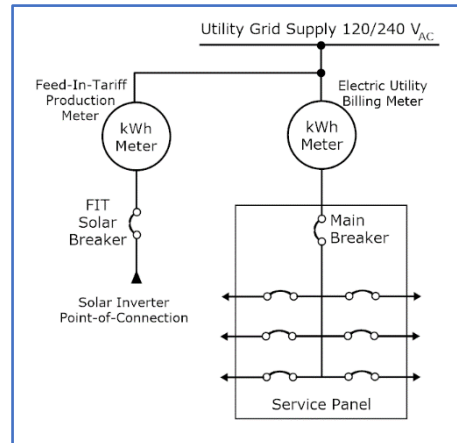 Utility Grid Supply 120/240 VAC
Feed-In-Tariff
Production
Meter
Electric Utility
Billing Meter
kWh
Meter
kWh
Meter
FIT
Solar
Breaker
Main
Breaker
Solar Inverter
Point-of-Connection
Service Panel